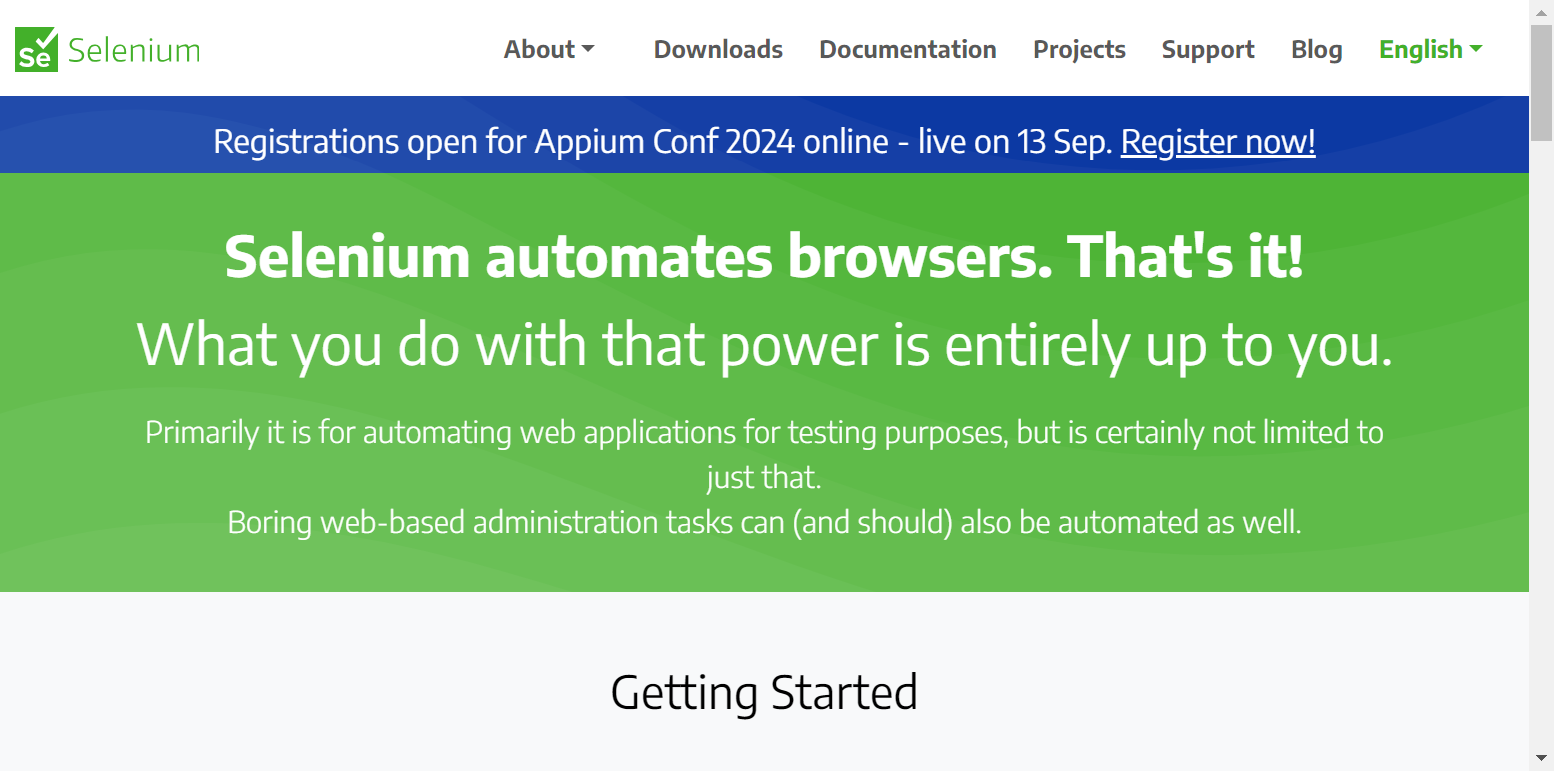 Se Selenium
About Downloads Documentation Projects Support Blog English
Registrations open for Appium Conf 2024 online - live on 13 Sep. Register now!
Selenium automates browsers. That's it!
What you do with that power is entirely up to you.
Primarily it is for automating web applications for testing purposes, but is certainly not limited to
just that.
Boring web-based administration tasks can (and should) also be automated as well.
Getting Started